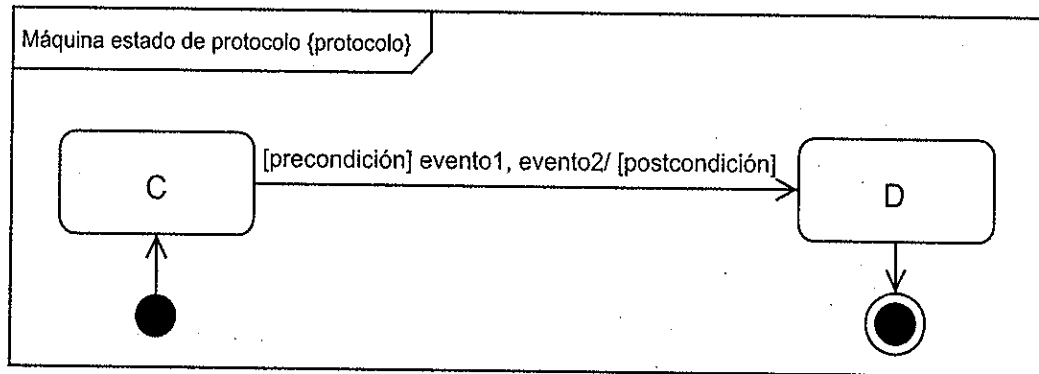 Máquina estado de protocolo {protocolo}
[precondición] evento1, evento2/ [postcondición]
C
D